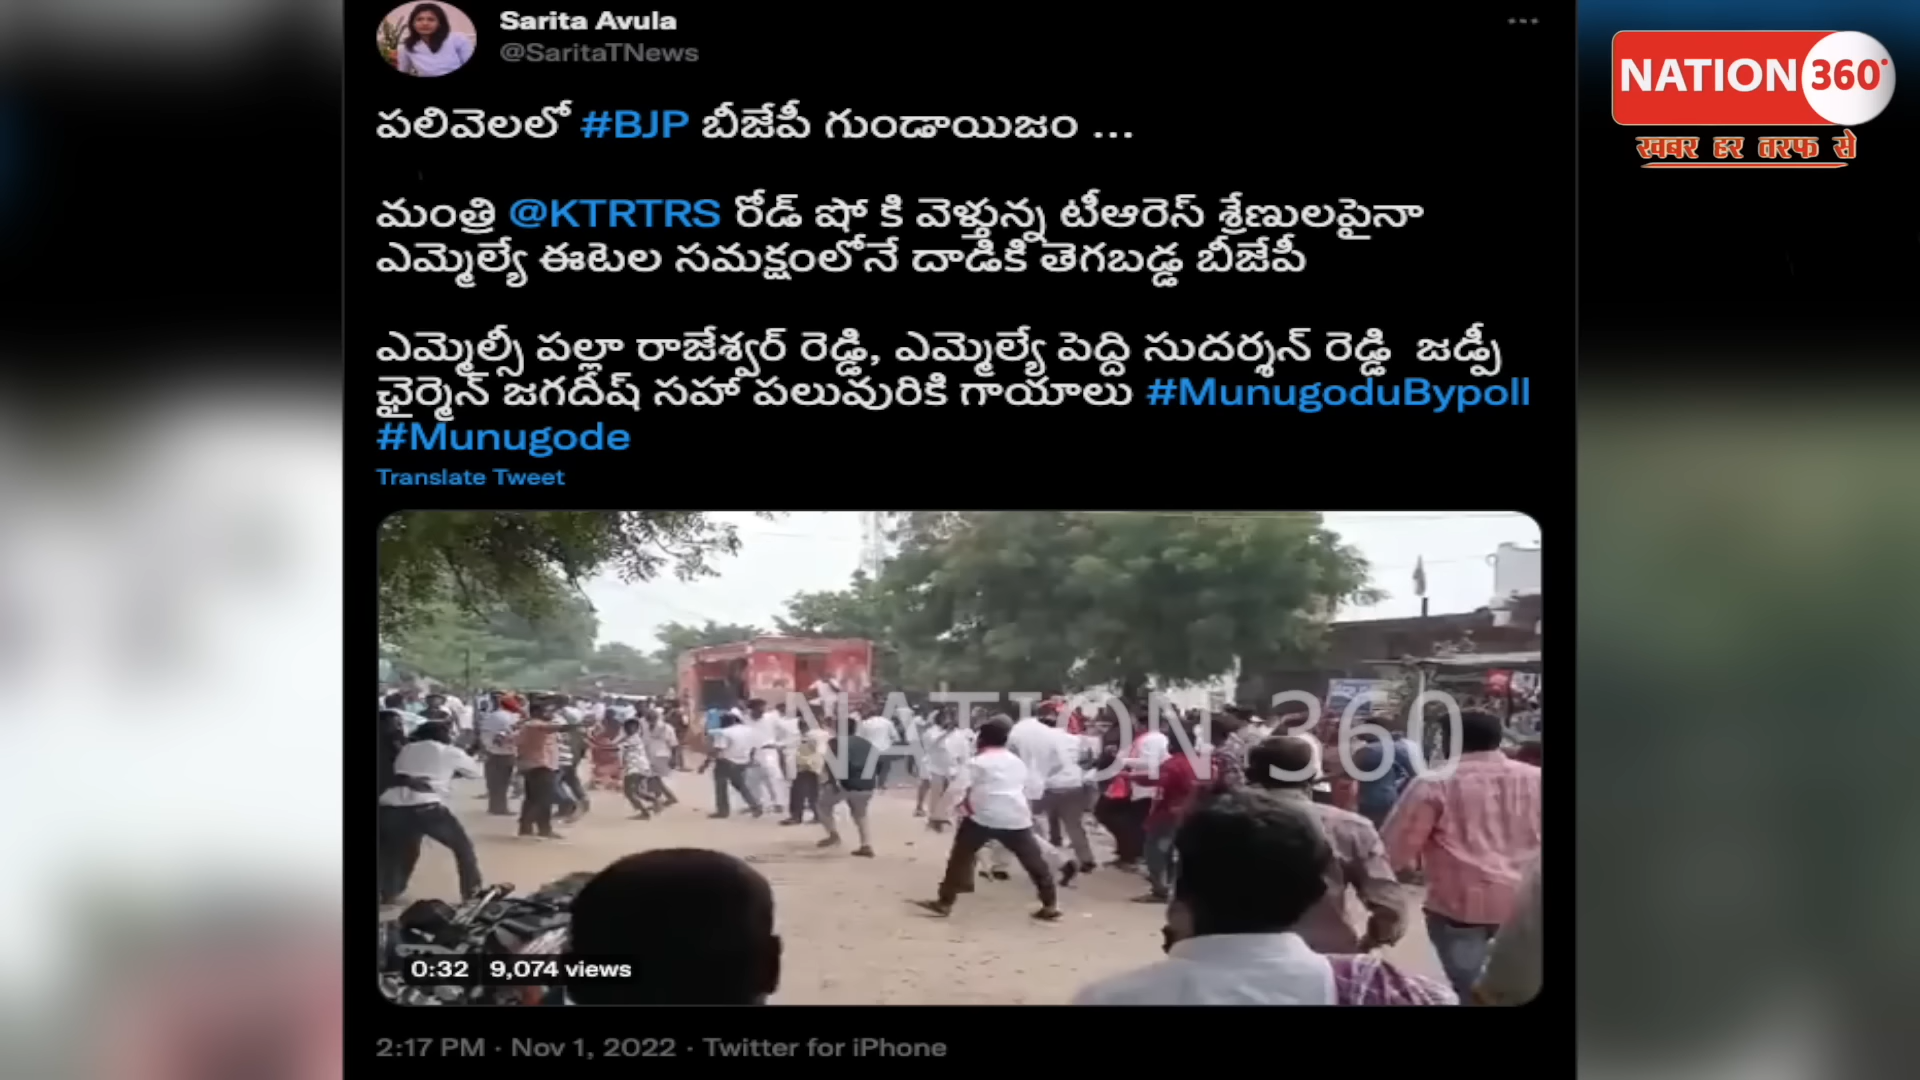 Sarita Avula
@SaritaTNews
NATION 360°
खबर हर तरफ से
పలివెలలో #BJP బీజేపీ గుండాయిజం ...
మంత్రి @KTRTRS రోడ్ షో కి వెళ్తున్న టీఆరెస్ శ్రేణులపైనా
ఎమ్మెల్యే ఈటెల సమక్షంలోనే దాడికి తెగబడ్డ బీజేపీ
ఎమ్మెల్సీ పల్లా రాజేశ్వర్ రెడ్డి, ఎమ్మెల్యే పెద్ది సుదర్శన్ రెడ్డి జడ్పీ
ఛైర్మెన్ జగదీష్ సహా పలువురికి గాయాలు #MunugoduBypoll
#Munugode
Translate Tweet
NATION 360
0:32 9,074 views
2:17 PM · Nov 1, 2022 · Twitter for iPhone